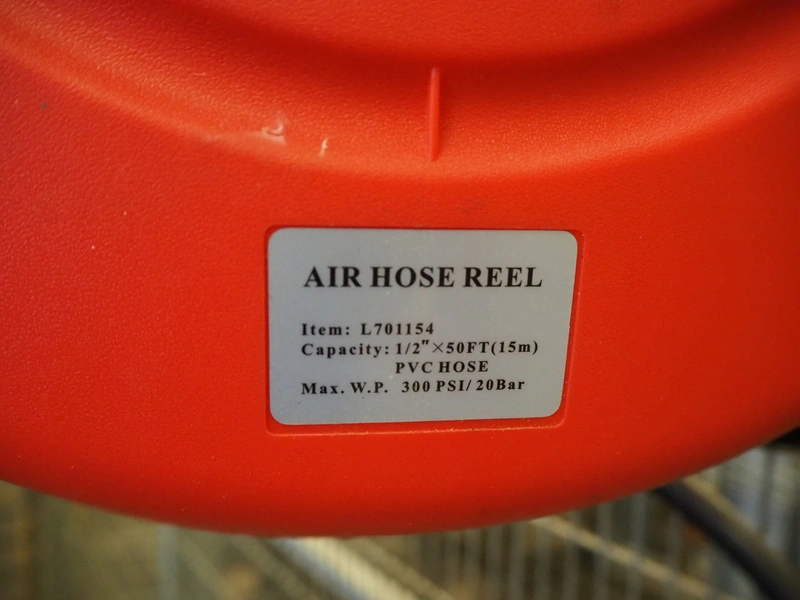 AIR HOSE REEL
Item: L701154
Capacity: 1/2"×50FT(15m)
PVC HOSE
Max. W.P. 300 PSI/20Bar